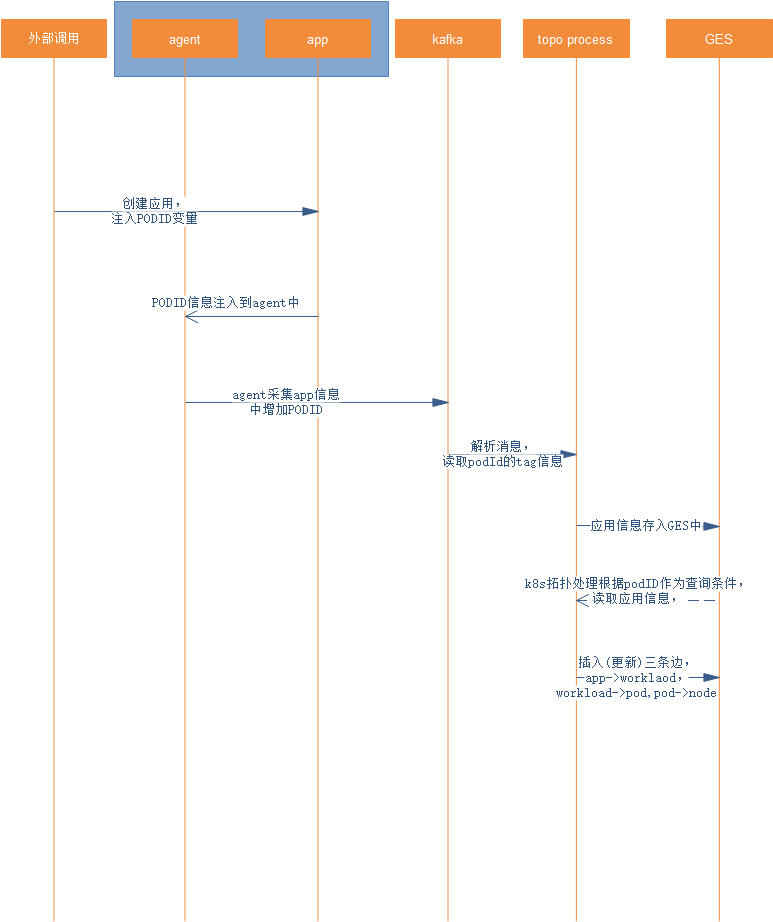 外部调用
agent
app
kafka
topo process
GES
创建应用，
注入PODID变量
PODID信息注入到agent中
agent采集app信息
中增加PODID
解析消息，
读取podId的tag信息
应用信息存入GES中
k8s拓扑处理根据podID作为查询条件，
读取应用信息，
插入(更新)三条边，
app->worklaod，
workload->pod,pod->node